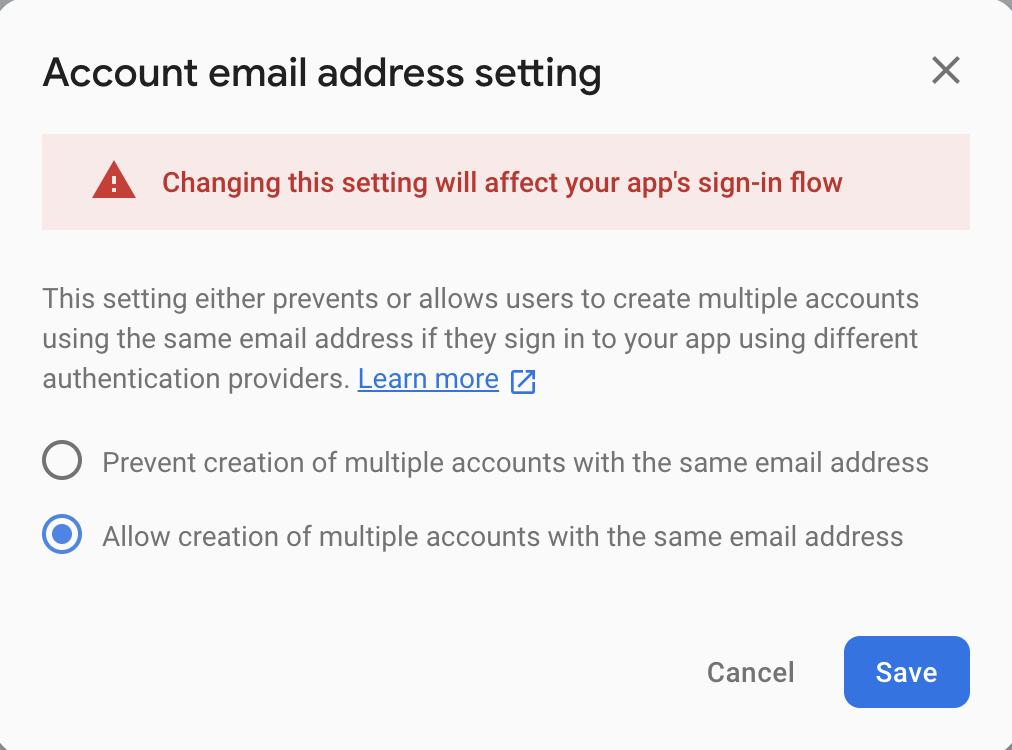 Account email address setting
Changing this setting will affect your app's sign-in flow
This setting either prevents or allows users to create multiple accounts
using the same email address if they sign in to your app using different
authentication providers. Learn more
Prevent creation of multiple accounts with the same email address
Allow creation of multiple accounts with the same email address
Cancel
Save